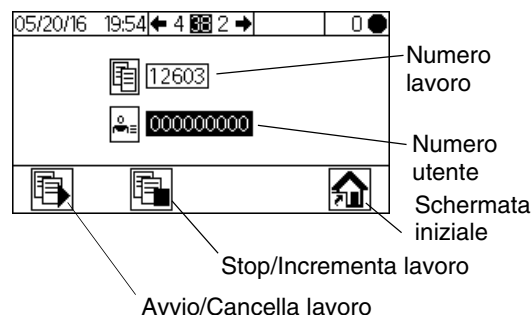 05/20/16 19:54 4 38 2 0
12603
000000000
Numero
lavoro
Numero
utente
Schermata
iniziale
Stop/Incrementa lavoro
Avvio/Cancella lavoro